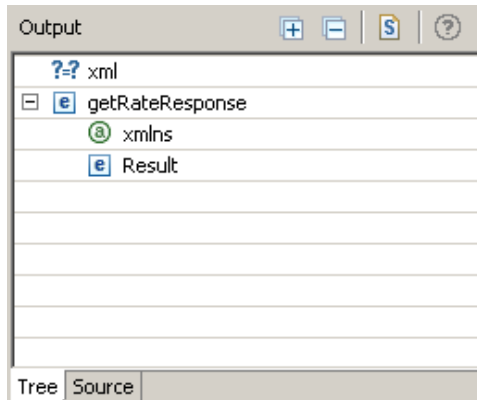 Output S ?
?=? xml
e getRateResponse
a xmlns
e Result
Tree Source